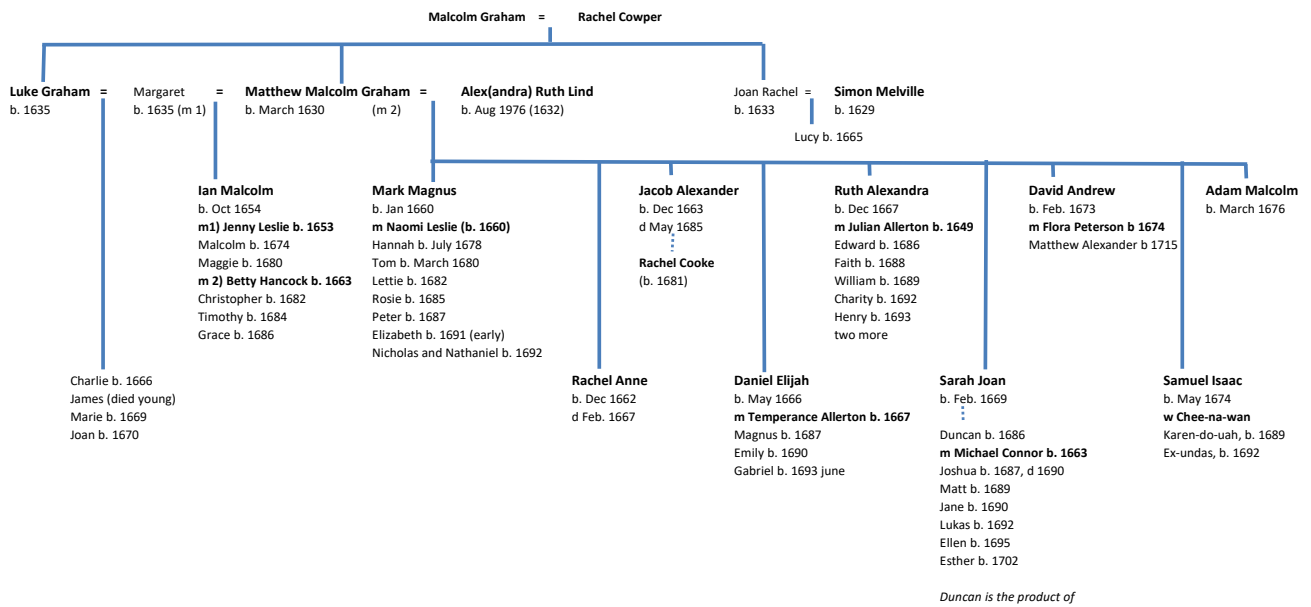 Malcolm Graham = Rachel Cowper
Luke Graham = Margaret = Matthew Malcolm Graham = Alex(andra) Ruth Lind Joan Rachel = Simon Melville
b. 1635 b. 1635 (m 1) b. March 1630 (m 2) b. Aug 1976 (1632) b. 1633 b. 1629
Lucy b. 1665
Ian Malcolm
b. Oct 1654
m1) Jenny Leslie b. 1653
Malcolm b. 1674
Maggie b. 1680
m 2) Betty Hancock b. 1663
Christopher b. 1682
Timothy b. 1684
Grace b. 1686
Mark Magnus
b. Jan 1660
m Naomi Leslie (b. 1660)
Hannah b. July 1678
Tom b. March 1680
Lettie b. 1682
Rosie b. 1685
Peter b. 1687
Elizabeth b. 1691 (early)
Nicholas and Nathaniel b. 1692
Jacob Alexander
b. Dec 1663
d May 1685
Rachel Cooke
(b. 1681)
Ruth Alexandra
b. Dec 1667
m Julian Allerton b. 1649
Edward b. 1686
Faith b. 1688
William b. 1689
Charity b. 1692
Henry b. 1693
two more
David Andrew
b. Feb. 1673
m Flora Peterson b 1674
Matthew Alexander b 1715
Adam Malcolm
b. March 1676
Charlie b. 1666
James (died young)
Marie b. 1669
Joan b. 1670
Rachel Anne
b. Dec 1662
d Feb. 1667
Daniel Elijah
b. May 1666
m Temperance Allerton b. 1667
Magnus b. 1687
Emily b. 1690
Gabriel b. 1693 june
Sarah Joan
b. Feb. 1669
Duncan b. 1686
m Michael Connor b. 1663
Joshua b. 1687, d 1690
Matt b. 1689
Jane b. 1690
Lukas b. 1692
Ellen b. 1695
Esther b. 1702
Duncan is the product of
Samuel Isaac
b. May 1674
w Chee-na-wan
Karen-do-uah, b. 1689
Ex-undas, b. 1692